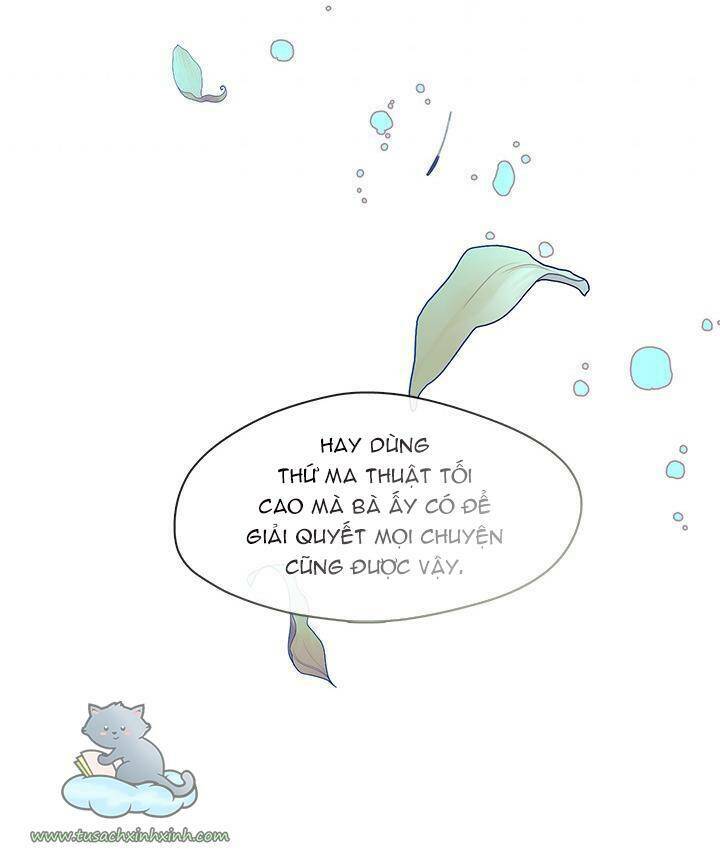 HAY DÙNG
THỨ MA THUẬT TỐI
CAO MÀ BÀ ẤY CÓ ĐỂ
GIẢI QUYẾT MỌI CHUYỆN
CŨNG ĐƯỢC VẬY.
www.tusachxinhxinh.com